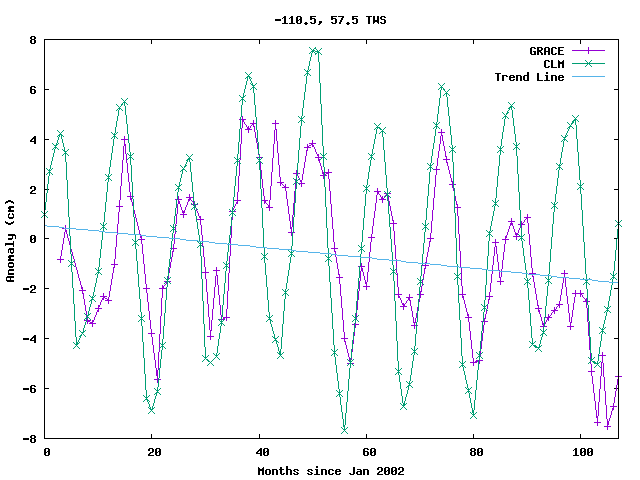 -110.5, 57.5 TWS
GRACE
CLM
Trend Line
8
6
4
2
0
-2
-4
-6
-8
Anomaly (cm)
0 20 40 60 80 100
Months since Jan 2002